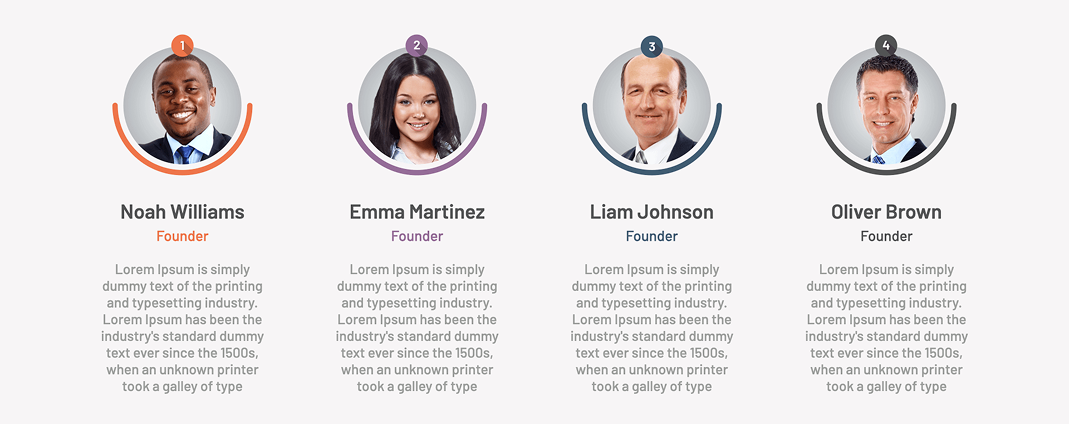 1
2
3
4
Noah Williams
Founder
Lorem Ipsum is simply
dummy text of the printing
and typesetting industry.
Lorem Ipsum has been the
industry's standard dummy
text ever since the 1500s,
when an unknown printer
took a galley of type
Emma Martinez
Founder
Lorem Ipsum is simply
dummy text of the printing
and typesetting industry.
Lorem Ipsum has been the
industry's standard dummy
text ever since the 1500s,
when an unknown printer
took a galley of type
Liam Johnson
Founder
Lorem Ipsum is simply
dummy text of the printing
and typesetting industry.
Lorem Ipsum has been the
industry's standard dummy
text ever since the 1500s,
when an unknown printer
took a galley of type
Oliver Brown
Founder
Lorem Ipsum is simply
dummy text of the printing
and typesetting industry.
Lorem Ipsum has been the
industry's standard dummy
text ever since the 1500s,
when an unknown printer
took a galley of type